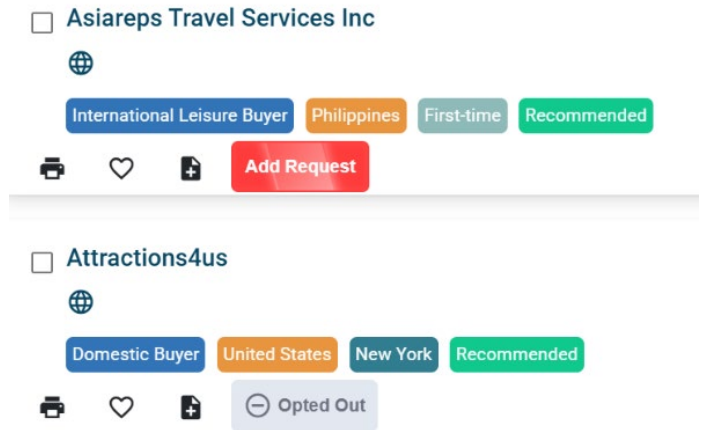 Asiareps Travel Services Inc
International Leisure Buyer Philippines First-time Recommended
Add Request
Attractions4us
Domestic Buyer United States New York Recommended
Opted Out